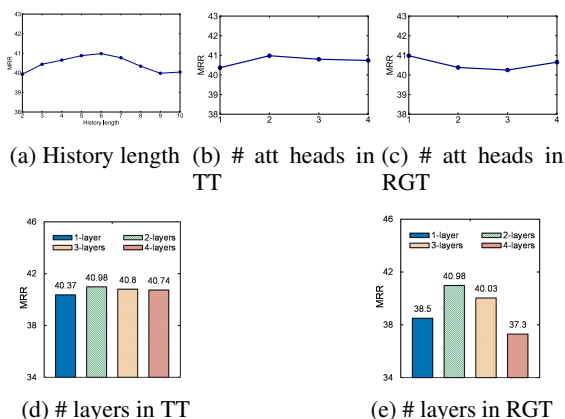 43
42
41
40
39
38
MRR
2 3 4 5 6 7 8 9 10
History length
43
42
41
40
39
38
MRR
1 2 3 4
43
42
41
40
39
38
MRR
1 2 3 4
(a) History length (b) # att heads in (c) # att heads in
TT RGT
46
42
38
34
MRR
1-layer 2-layers
3-layers 4-layers
40.37 40.98 40.8 40.74
46
42
38
34
MRR
1-layer 2-layers
3-layers 4-layers
38.5 40.98 40.03 37.3
(d) # layers in TT (e) # layers in RGT